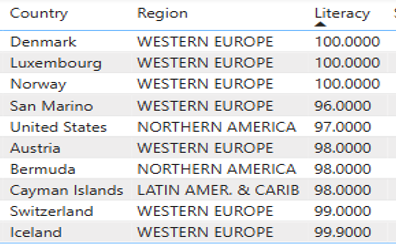 Country Region Literacy
Denmark WESTERN EUROPE 100.0000
Luxembourg WESTERN EUROPE 100.0000
Norway WESTERN EUROPE 100.0000
San Marino WESTERN EUROPE 96.0000
United States NORTHERN AMERICA 97.0000
Austria WESTERN EUROPE 98.0000
Bermuda NORTHERN AMERICA 98.0000
Cayman Islands LATIN AMER. & CARIB 98.0000
Switzerland WESTERN EUROPE 99.0000
Iceland WESTERN EUROPE 99.9000